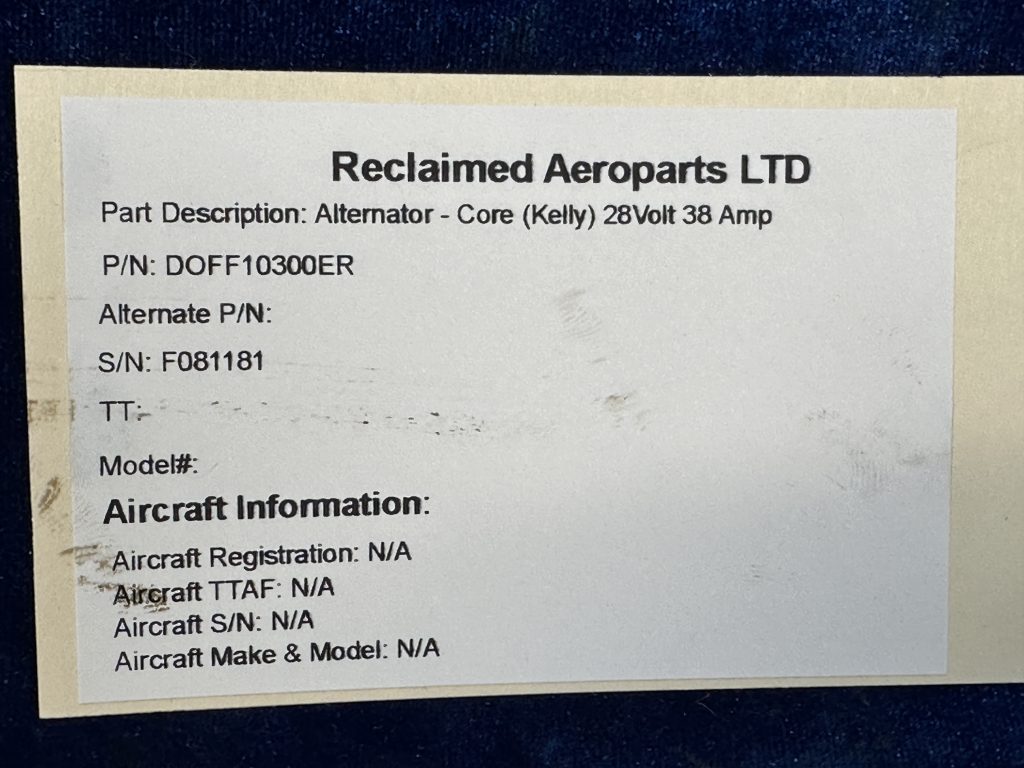 Reclaimed Aeroparts LTD
Part Description: Alternator - Core (Kelly) 28Volt 38 Amp
P/N: DOFF10300ER
Alternate P/N:
S/N: F081181
TT:
Model#:
Aircraft Information:
Aircraft Registration: N/A
Aircraft TTAF: N/A
Aircraft S/N: N/A
Aircraft Make & Model: N/A